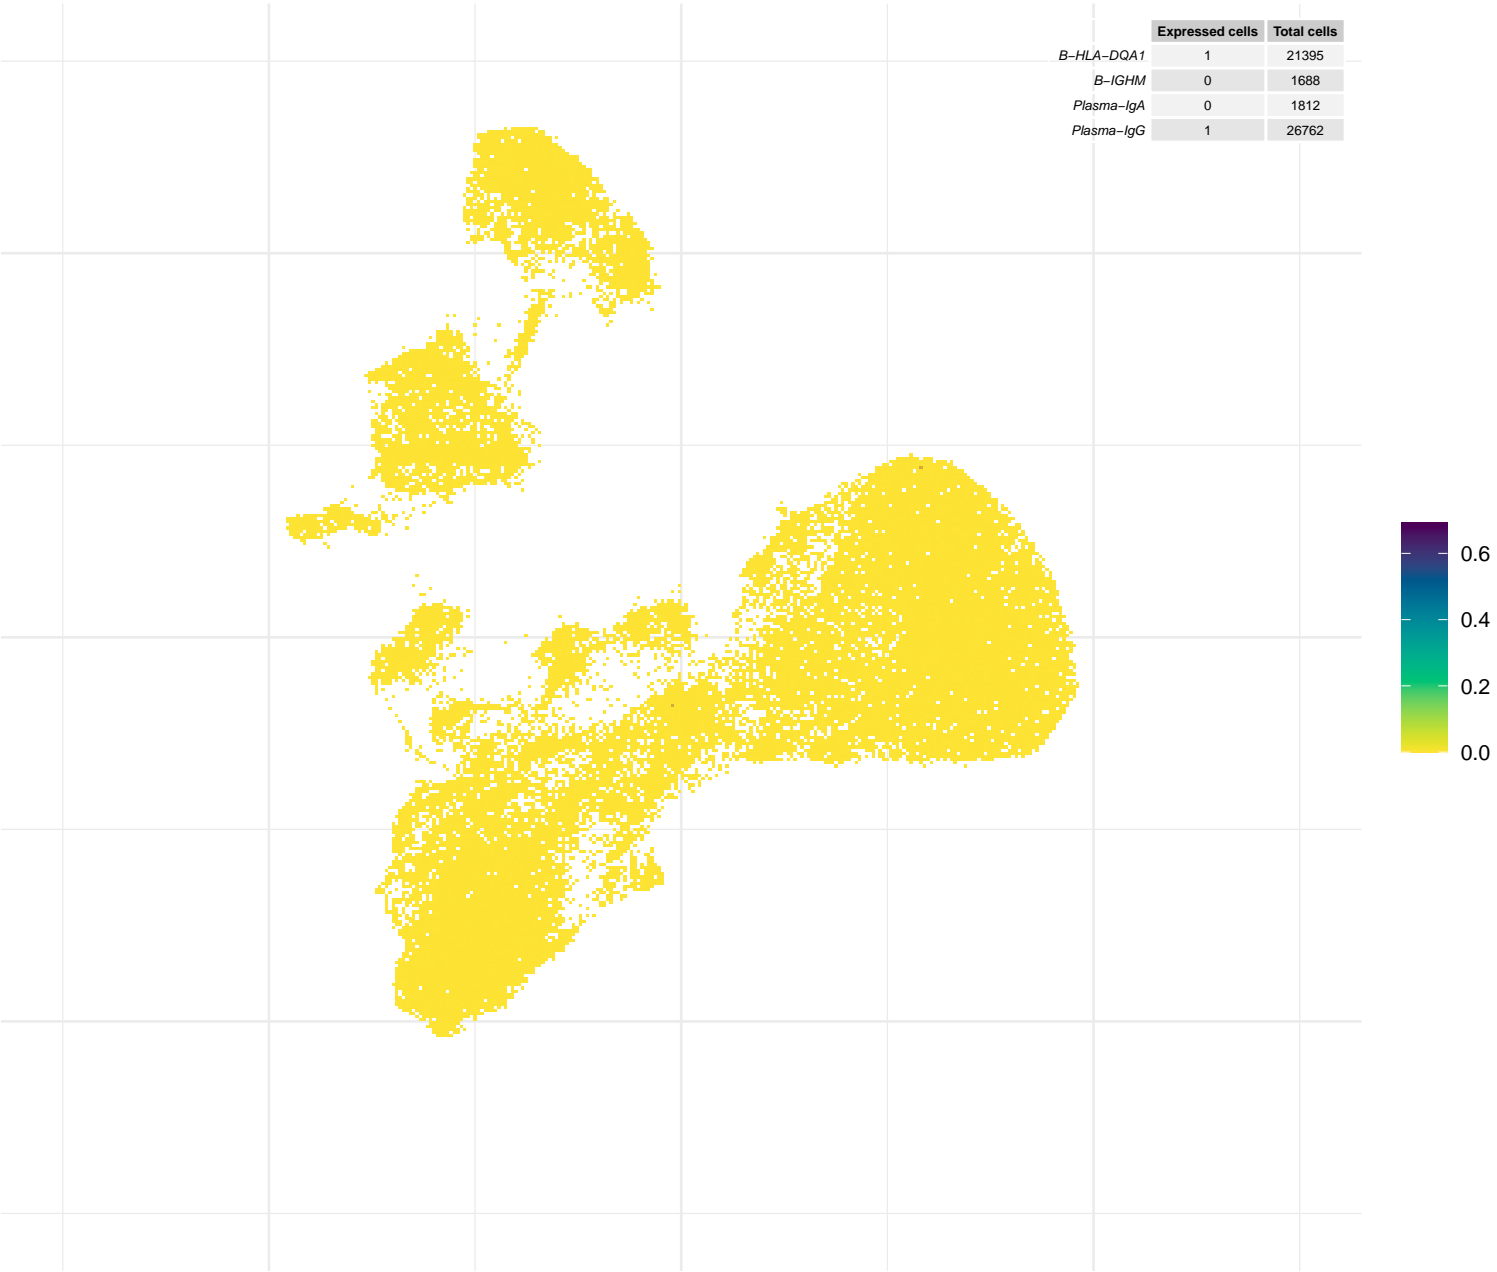 Expressed cells Total cells
B−HLA−DQA1 1 21395
B−IGHM 0 1688
Plasma−IgA 0 1812
Plasma−IgG 1 26762
0.6
0.4
0.2
0.0